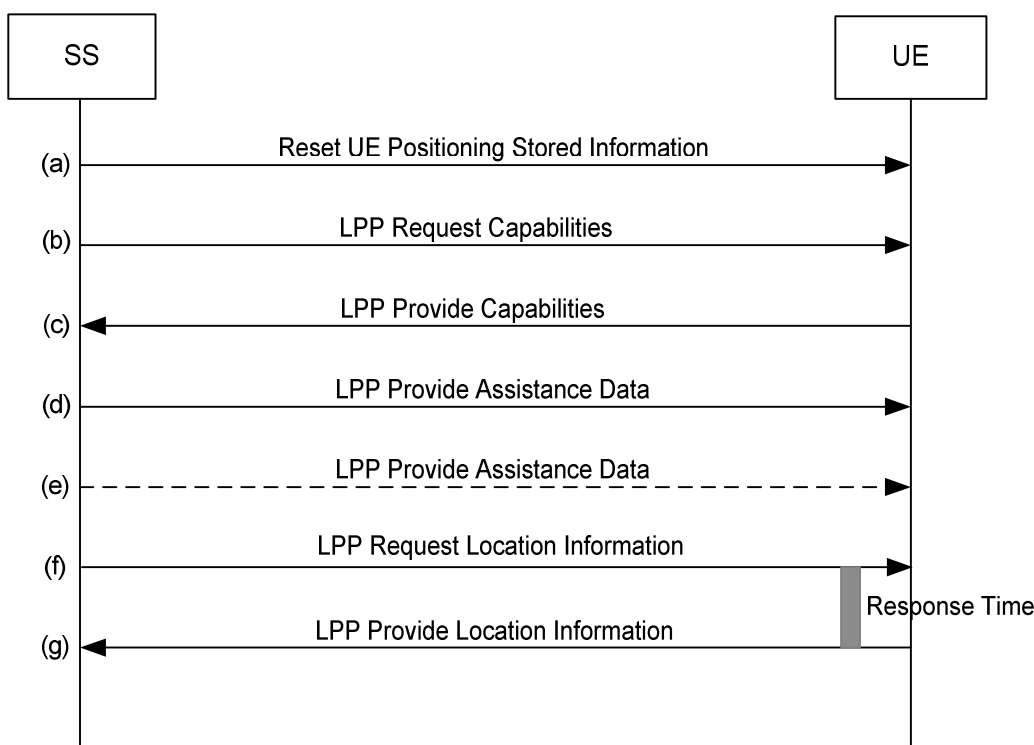 SS
UE
Reset UE Positioning Stored Information
(a)
LPP Request Capabilities
(b)
LPP Provide Capabilities
(c)
LPP Provide Assistance Data
(d)
LPP Provide Assistance Data
(e)
LPP Request Location Information
(f)
Response Time
LPP Provide Location Information
(g)